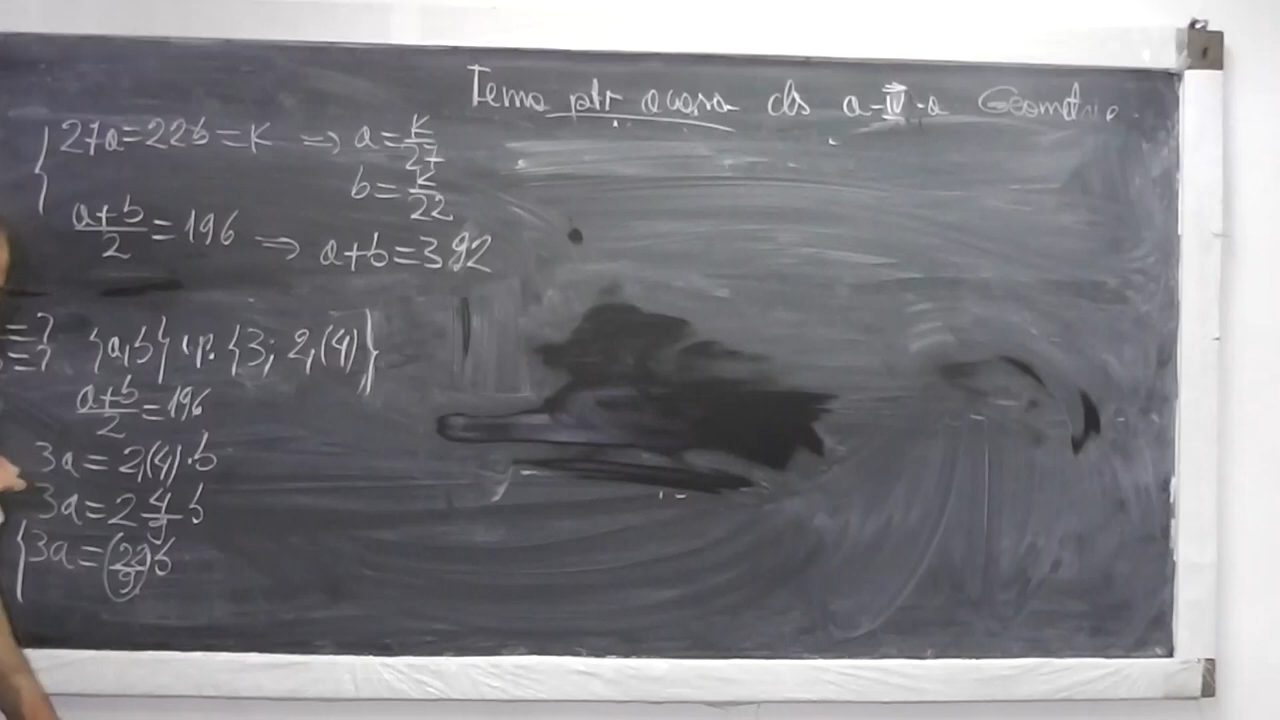 Tema ptr acasa cls a-IV-a Geometrie.
27a=22b=K => a=K/27
b=K/22
a+b/2=196 => a+b=392
=? {a,b} i.p. {3; 2,(4)}
=?
a+b/2=196
3a=2,(4)·b
3a=2 4/9 b
3a=(22/9)b